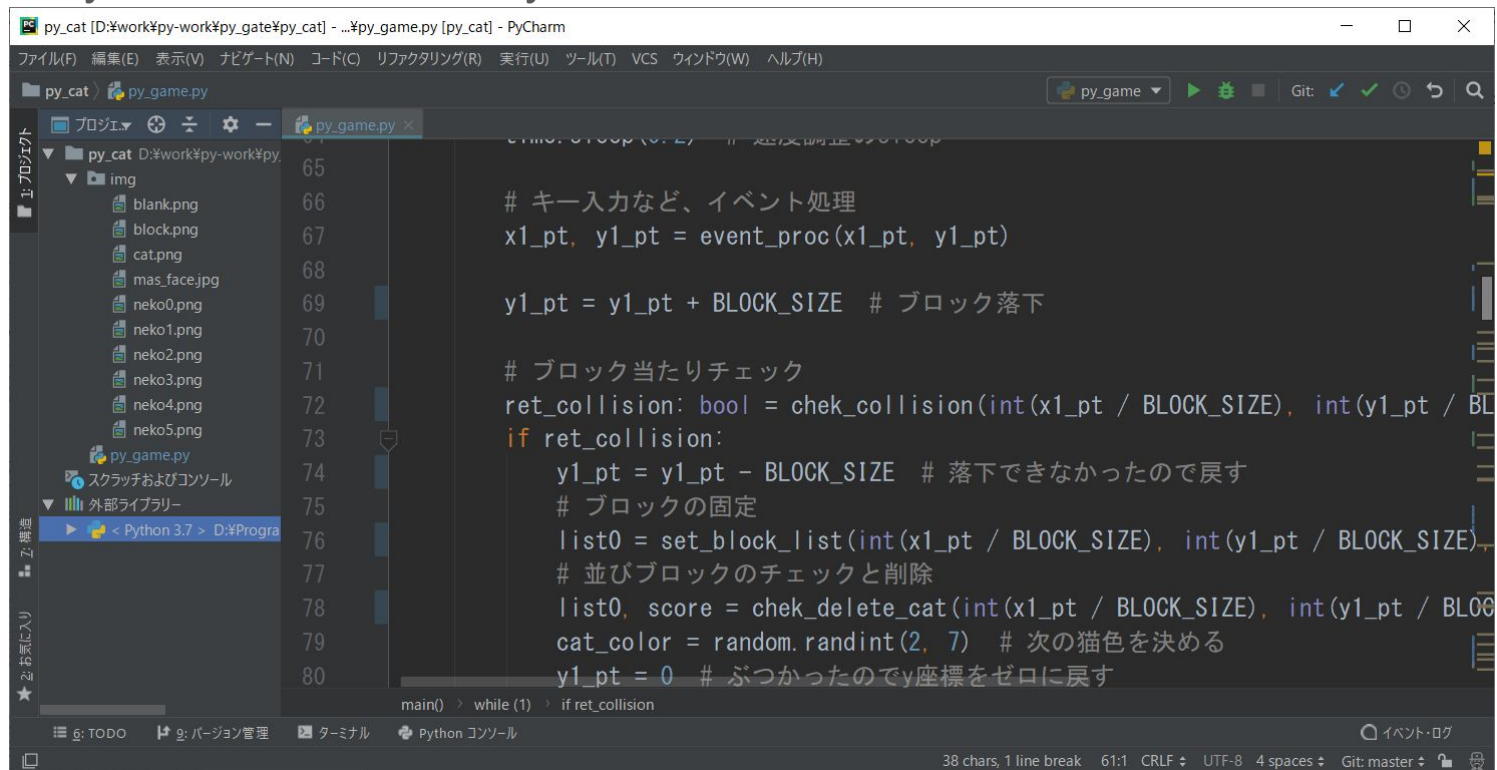 py_cat [D:¥work¥py-work¥py_gate¥py_cat] - ...¥py_game.py [py_cat] - PyCharm
ファイル(F) 編集(E) 表示(V) ナビゲート(N) コード(C) リファクタリング(R) 実行(U) ツール(T) VCS ウィンドウ(W) ヘルプ(H)
py_cat py_game.py py_game Git:
1: プロジェクト
プロジェ... py_game.py
py_cat D:¥work¥py-work¥py_
img
blank.png
block.png
cat.png
mas_face.jpg
neko0.png
neko1.png
neko2.png
neko3.png
neko4.png
neko5.png
py_game.py
スクラッチおよびコンソール
外部ライブラリー
< Python 3.7 > D:¥Progra
Z: 構造
2: お気に入り
65
66 # キー入力など、イベント処理
67 x1_pt, y1_pt = event_proc(x1_pt, y1_pt)
68
69 y1_pt = y1_pt + BLOCK_SIZE # ブロック落下
70
71 # ブロック当たりチェック
72 ret_collision: bool = chek_collision(int(x1_pt / BLOCK_SIZE), int(y1_pt / BL
73 if ret_collision:
74 y1_pt = y1_pt - BLOCK_SIZE # 落下できなかったので戻す
75 # ブロックの固定
76 list0 = set_block_list(int(x1_pt / BLOCK_SIZE), int(y1_pt / BLOCK_SIZE),
77 # 並びブロックのチェックと削除
78 list0, score = chek_delete_cat(int(x1_pt / BLOCK_SIZE), int(y1_pt / BLOC
79 cat_color = random.randint(2, 7) # 次の猫色を決める
80 y1_pt = 0 # ぶつかったのでy座標をゼロに戻す
main() while (1) if ret_collision
6: TODO 9: バージョン管理 ターミナル Python コンソール イベント・ログ
38 chars, 1 line break 61:1 CRLF UTF-8 4 spaces Git: master